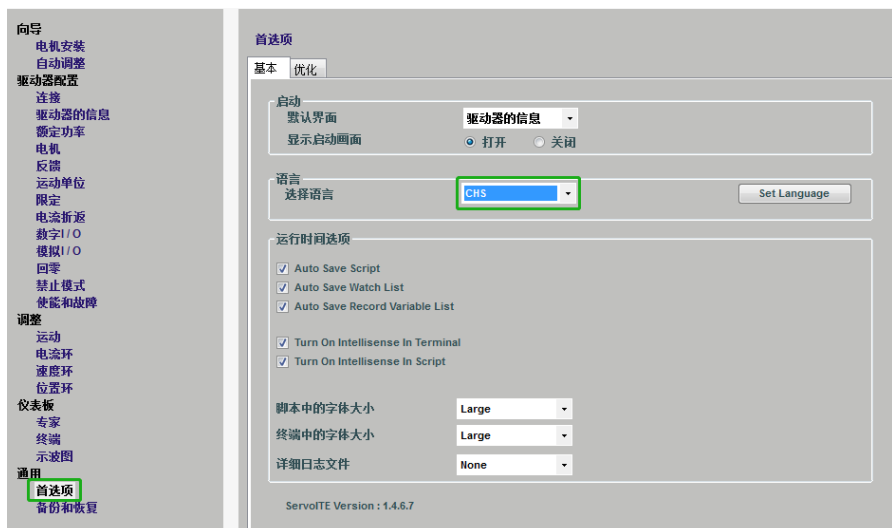 向导
电机安装
自动调整
驱动器配置
连接
驱动器的信息
额定功率
电机
反馈
运动单位
限定
电流折返
数字I/O
模拟I/O
回零
禁止模式
使能和故障
调整
运动
电流环
速度环
位置环
仪表板
专家
终端
示波图
通用
首选项
备份和恢复
首选项
基本 优化
启动
默认界面 驱动器的信息
显示启动画面 打开 关闭
语言
选择语言 CHS Set Language
运行时间选项
Auto Save Script
Auto Save Watch List
Auto Save Record Variable List
Turn On Intellisense In Terminal
Turn On Intellisense In Script
脚本中的字体大小 Large
终端中的字体大小 Large
详细日志文件 None
ServoITE Version : 1.4.6.7